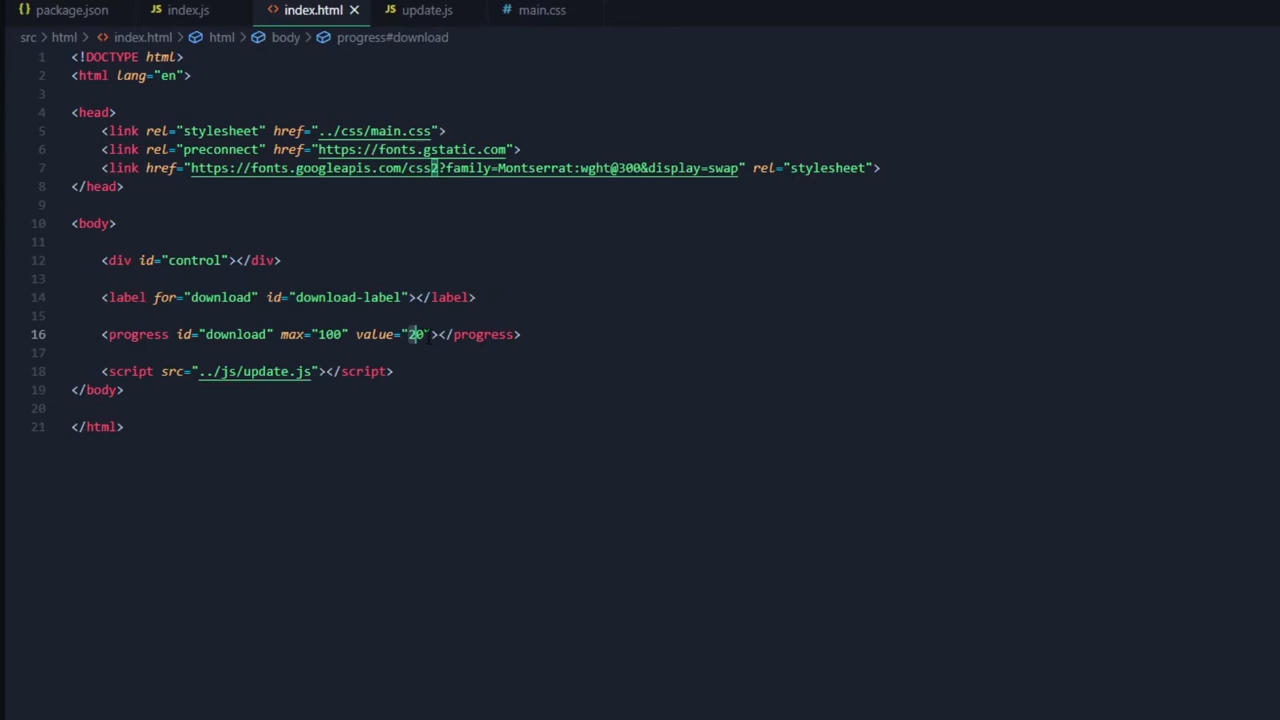 {} package.json JS index.js <> index.html × JS update.js # main.css
src > html > <> index.html > html > body > progress#download
1 <!DOCTYPE html>
2 <html lang="en">
3
4 <head>
5 <link rel="stylesheet" href="../css/main.css">
6 <link rel="preconnect" href="https://fonts.gstatic.com">
7 <link href="https://fonts.googleapis.com/css2?family=Montserrat:wght@300&display=swap" rel="stylesheet">
8 </head>
9
10 <body>
11
12 <div id="control"></div>
13
14 <label for="download" id="download-label"></label>
15
16 <progress id="download" max="100" value="20"></progress>
17
18 <script src="../js/update.js"></script>
19 </body>
20
21 </html>